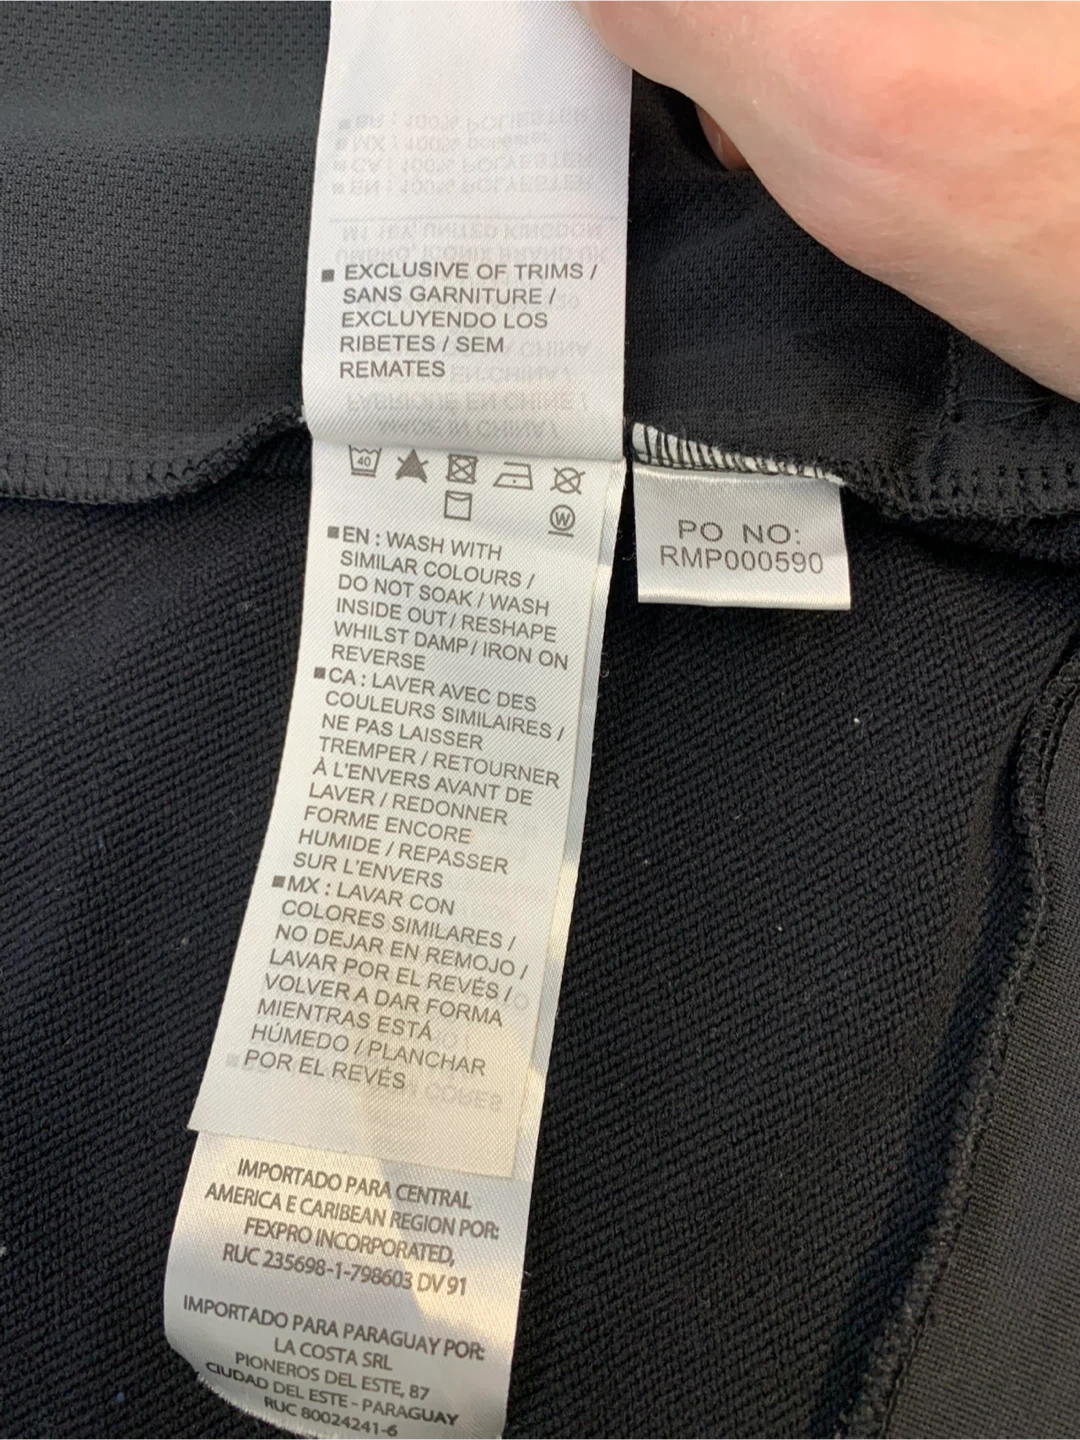 ■ EXCLUSIVE OF TRIMS /
SANS GARNITURE /
EXCLUYENDO LOS
RIBETES / SEM
REMATES
40
W
■ EN : WASH WITH
SIMILAR COLOURS /
DO NOT SOAK / WASH
INSIDE OUT / RESHAPE
WHILST DAMP / IRON ON
REVERSE
■ CA : LAVER AVEC DES
COULEURS SIMILAIRES /
NE PAS LAISSER
TREMPER / RETOURNER
À L'ENVERS AVANT DE
LAVER / REDONNER
FORME ENCORE
HUMIDE / REPASSER
SUR L'ENVERS
■ MX : LAVAR CON
COLORES SIMILARES /
NO DEJAR EN REMOJO /
LAVAR POR EL REVÉS /
VOLVER A DAR FORMA
MIENTRAS ESTÁ
HÚMEDO / PLANCHAR
POR EL REVÉS
PO NO:
RMP000590
IMPORTADO PARA CENTRAL
AMERICA E CARIBEAN REGION POR:
FEXPRO INCORPORATED,
RUC 235698-1-798603 DV 91
IMPORTADO PARA PARAGUAY POR:
LA COSTA SRL
PIONEROS DEL ESTE, 87
CIUDAD DEL ESTE - PARAGUAY
RUC 80024241-6